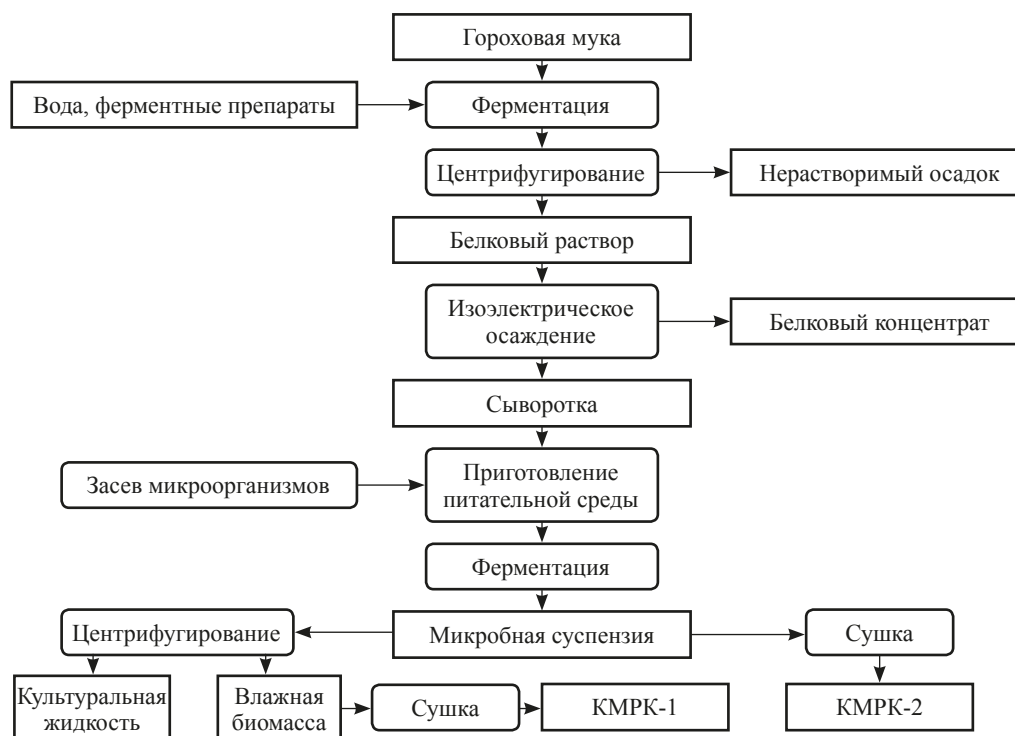 Гороховая мука
Вода, ферментные препараты
Ферментация
Центрифугирование
Нерастворимый осадок
Белковый раствор
Изоэлектрическое
осаждение
Белковый концентрат
Сыворотка
Засев микроорганизмов
Приготовление
питательной среды
Ферментация
Центрифугирование
Микробная суспензия
Сушка
Культуральная
жидкость
Влажная
биомасса
Сушка
КМРК-1
КМРК-2